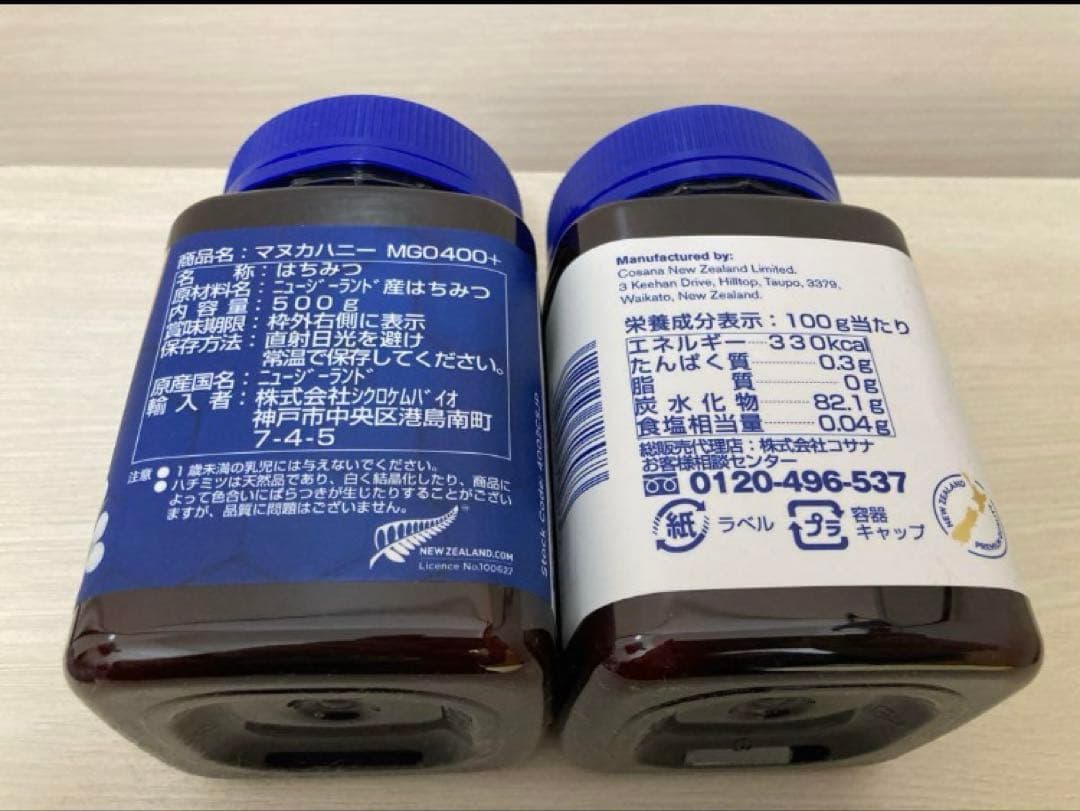 商品名：マヌカハニー MGO400+
名　　称：はちみつ
原材料名：ニュージーランド産はちみつ
内 容 量：５００ｇ
賞味期限：枠外右側に表示
保存方法：直射日光を避け
常温で保存してください。
原産国名：ニュージーランド
輸 入 者：株式会社シクロケムバイオ
神戸市中央区港島南町
7-4-5
注意 ●１歳未満の乳児には与えないでください。
●ハチミツは天然品であり、白く結晶化したり、商品に
よって色合いにばらつきが生じたりすることがござい
ますが、品質に問題はございません。
NEWZEALAND.COM
Licence No.100627
Manufactured by:
Cosana New Zealand Limited.
3 Keehan Drive, Hilltop, Taupo, 3379,
Waikato, New Zealand.
栄養成分表示：100g当たり
エネルギー……330kcal
たんぱく質……0.3g
脂　　　質……0g
炭 水 化 物……82.1g
食塩相当量……0.04g
総販売代理店：株式会社コサナ
お客様相談センター
0120-496-537
紙 ラベル
プラ 容器
キャップ
NEW ZEALAND